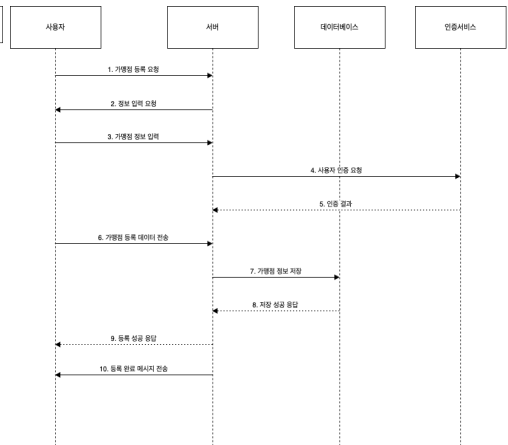 사용자
서버
데이터베이스
인증서비스
1. 가맹점 등록 요청
2. 정보 입력 요청
3. 가맹점 정보 입력
4. 사용자 인증 요청
5. 인증 결과
6. 가맹점 등록 데이터 전송
7. 가맹점 정보 저장
8. 저장 성공 응답
9. 등록 성공 응답
10. 등록 완료 메시지 전송